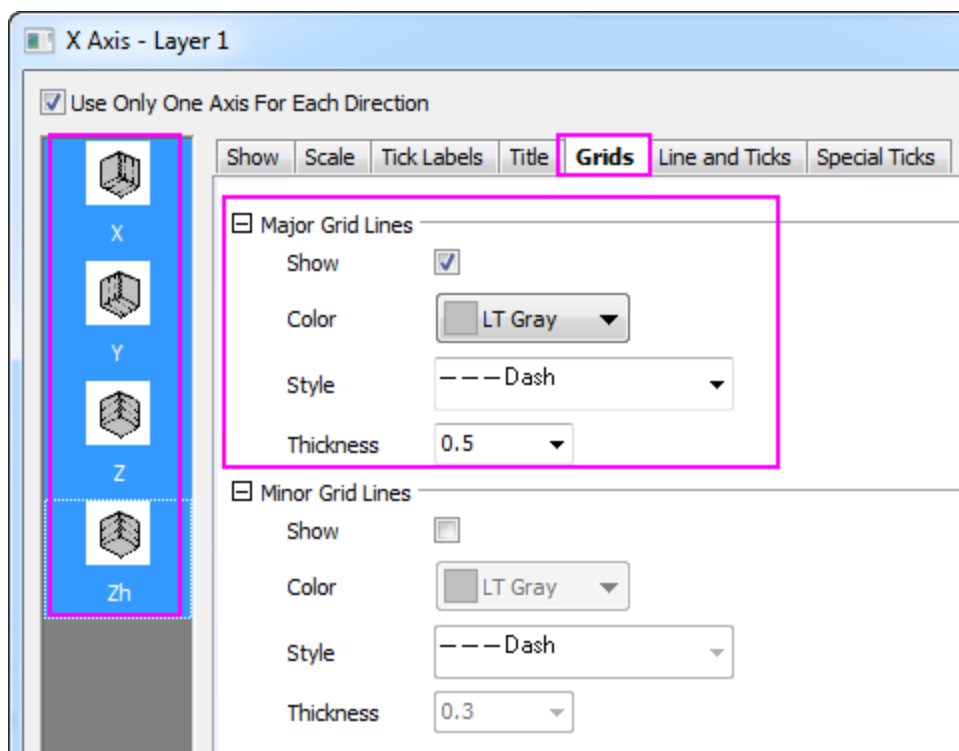 X Axis - Layer 1
Use Only One Axis For Each Direction
X
Y
Z
Zh
Show Scale Tick Labels Title Grids Line and Ticks Special Ticks
Major Grid Lines
Show
Color LT Gray
Style Dash
Thickness 0.5
Minor Grid Lines
Show
Color LT Gray
Style Dash
Thickness 0.3